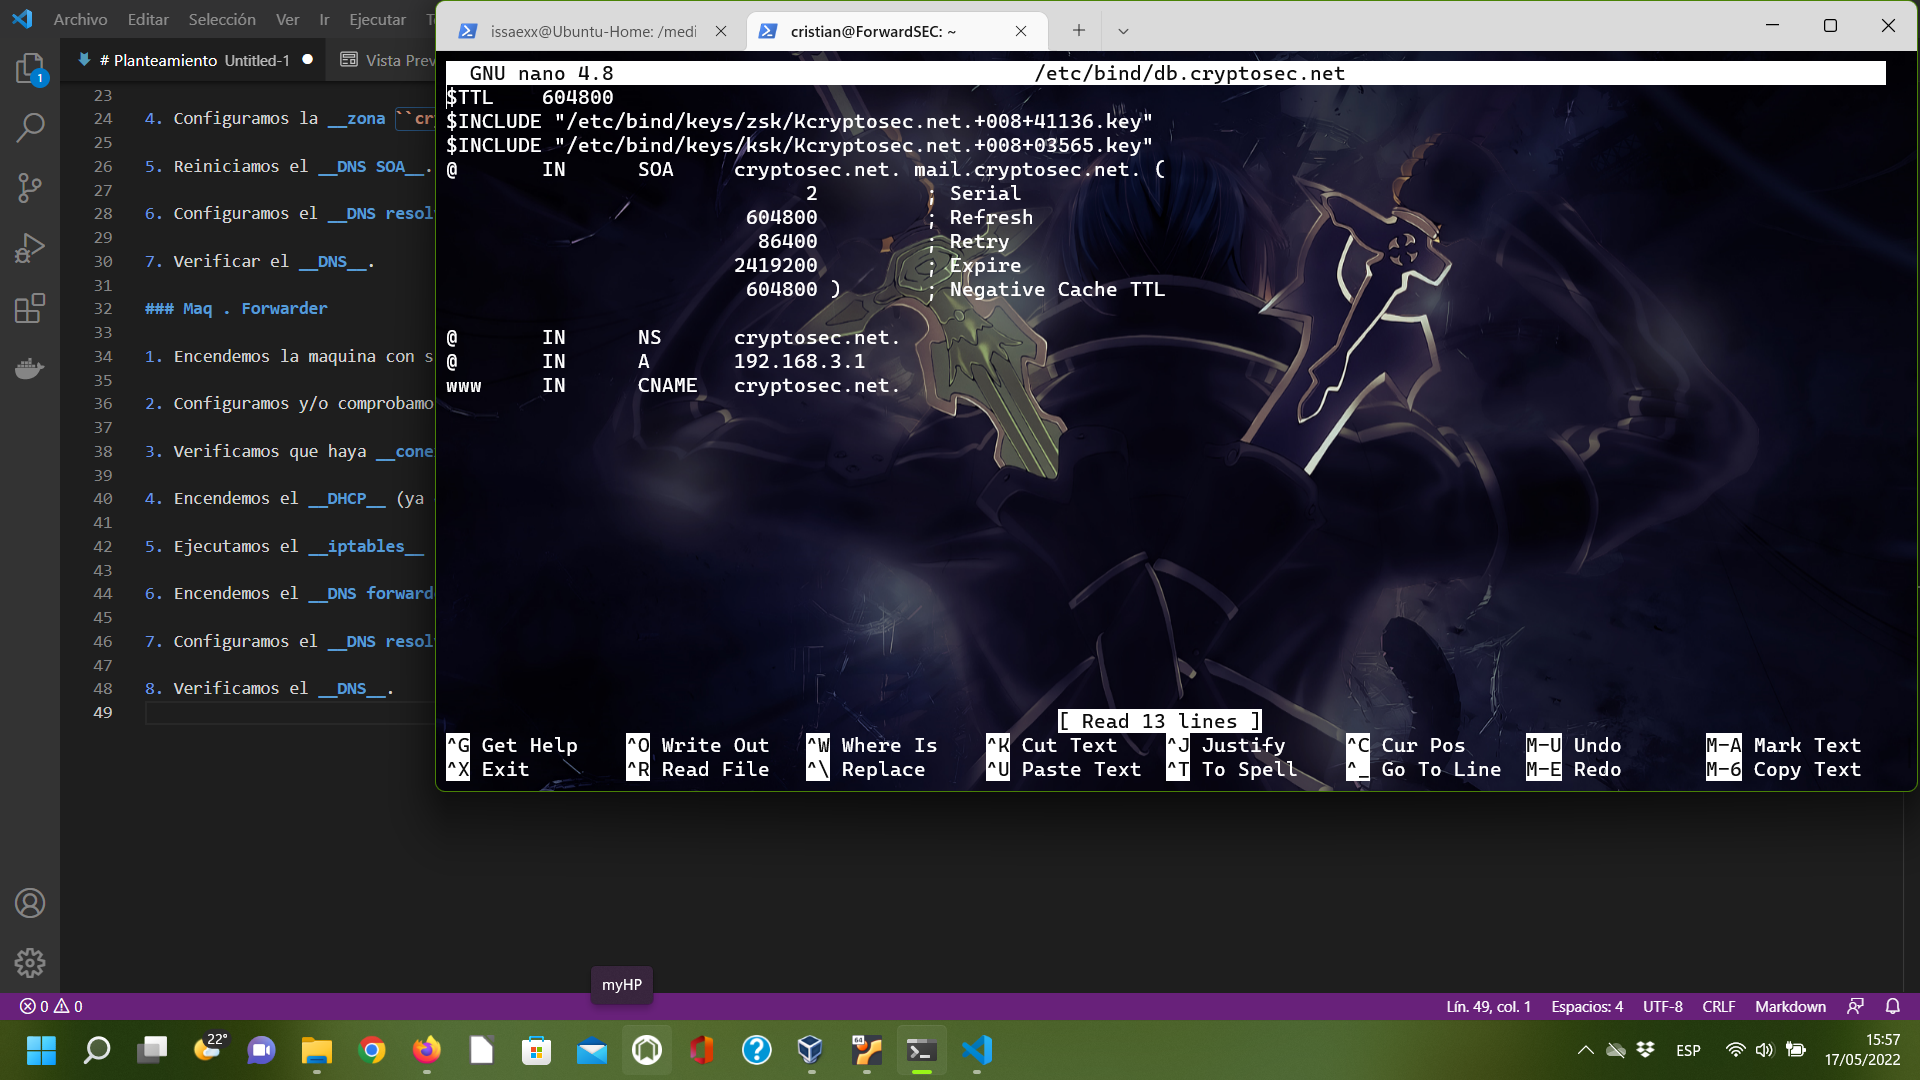 Archivo Editar Selección Ver Ir Ejecutar
# Planteamiento Untitled-1
Vista Prev
1
23
24 4. Configuramos la __zona ``cry
25
26 5. Reiniciamos el __DNS SOA__.
27
28 6. Configuramos el __DNS resol
29
30 7. Verificar el __DNS__.
31
32 ### Maq . Forwarder
33
34 1. Encendemos la maquina con s
35
36 2. Configuramos y/o comprobamo
37
38 3. Verificamos que haya __cone
39
40 4. Encendemos el __DHCP__ (ya
41
42 5. Ejecutamos el __iptables__
43
44 6. Encendemos el __DNS forward
45
46 7. Configuramos el __DNS resol
47
48 8. Verificamos el __DNS__.
49
issaexx@Ubuntu-Home: /medi
cristian@ForwardSEC: ~
GNU nano 4.8 /etc/bind/db.cryptosec.net
$TTL 604800
$INCLUDE "/etc/bind/keys/zsk/Kcryptosec.net.+008+41136.key"
$INCLUDE "/etc/bind/keys/ksk/Kcryptosec.net.+008+03565.key"
@ IN SOA cryptosec.net. mail.cryptosec.net. (
2 ; Serial
604800 ; Refresh
86400 ; Retry
2419200 ; Expire
604800 ) ; Negative Cache TTL
@ IN NS cryptosec.net.
@ IN A 192.168.3.1
www IN CNAME cryptosec.net.
[ Read 13 lines ]
^G Get Help ^O Write Out ^W Where Is ^K Cut Text ^J Justify ^C Cur Pos M-U Undo M-A Mark Text
^X Exit ^R Read File ^\ Replace ^U Paste Text ^T To Spell ^_ Go To Line M-E Redo M-6 Copy Text
myHP
0 0
Lín. 49, col. 1 Espacios: 4 UTF-8 CRLF Markdown
22°
64
ESP
15:57
17/05/2022